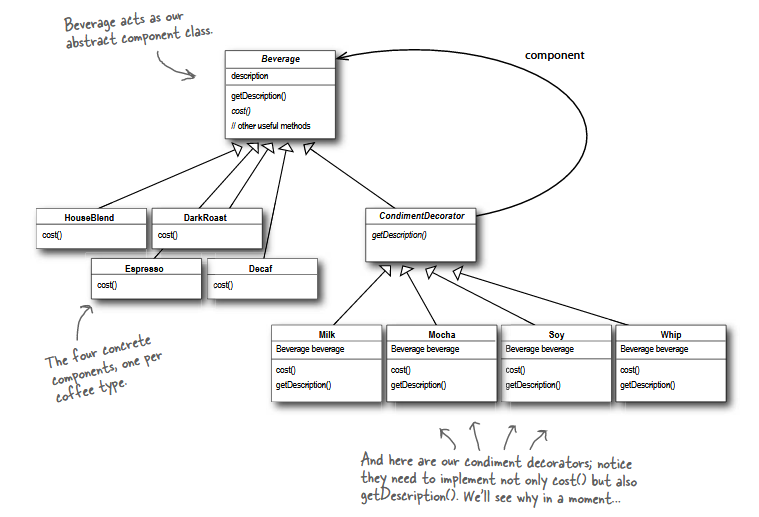 Beverage acts as our
abstract component class.
Beverage
description
getDescription()
cost()
// other useful methods
component
HouseBlend
cost()
DarkRoast
cost()
Espresso
cost()
Decaf
cost()
CondimentDecorator
getDescription()
The four concrete
components, one per
coffee type.
Milk
Beverage beverage
cost()
getDescription()
Mocha
Beverage beverage
cost()
getDescription()
Soy
Beverage beverage
cost()
getDescription()
Whip
Beverage beverage
cost()
getDescription()
And here are our condiment decorators; notice
they need to implement not only cost() but also
getDescription(). We'll see why in a moment...